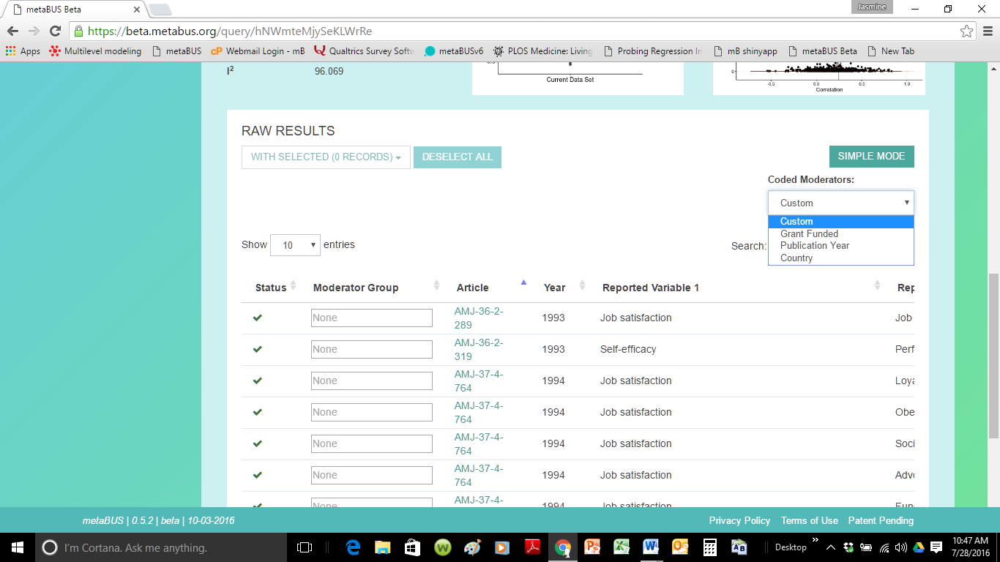 metaBUS Beta
Jasmine
https://beta.metabus.org/query/hNWmteMjySeKLWrRe
Apps Multilevel modeling metaBUS Webmail Login - mB Qualtrics Survey Softw metaBUSv6 PLOS Medicine: Living Probing Regression In mB shinyapp metaBUS Beta New Tab
I² 96.069
Current Data Set
0
-0.5 0.0 0.5 1.0
Correlation
RAW RESULTS
WITH SELECTED (0 RECORDS) DESELECT ALL SIMPLE MODE
Coded Moderators:
Custom
Custom
Grant Funded
Publication Year
Country
Show 10 entries Search:
Status Moderator Group Article Year Reported Variable 1 Rep
None AMJ-36-2-289 1993 Job satisfaction Job
None AMJ-36-2-319 1993 Self-efficacy Perf
None AMJ-37-4-764 1994 Job satisfaction Loya
None AMJ-37-4-764 1994 Job satisfaction Obe
None AMJ-37-4-764 1994 Job satisfaction Soci
None AMJ-37-4-764 1994 Job satisfaction Advo
None AMJ-37-4- 1994 Job satisfaction Fun
metaBUS | 0.5.2 | beta | 10-03-2016 Privacy Policy Terms of Use Patent Pending
I'm Cortana. Ask me anything. Desktop 10:47 AM
7/28/2016